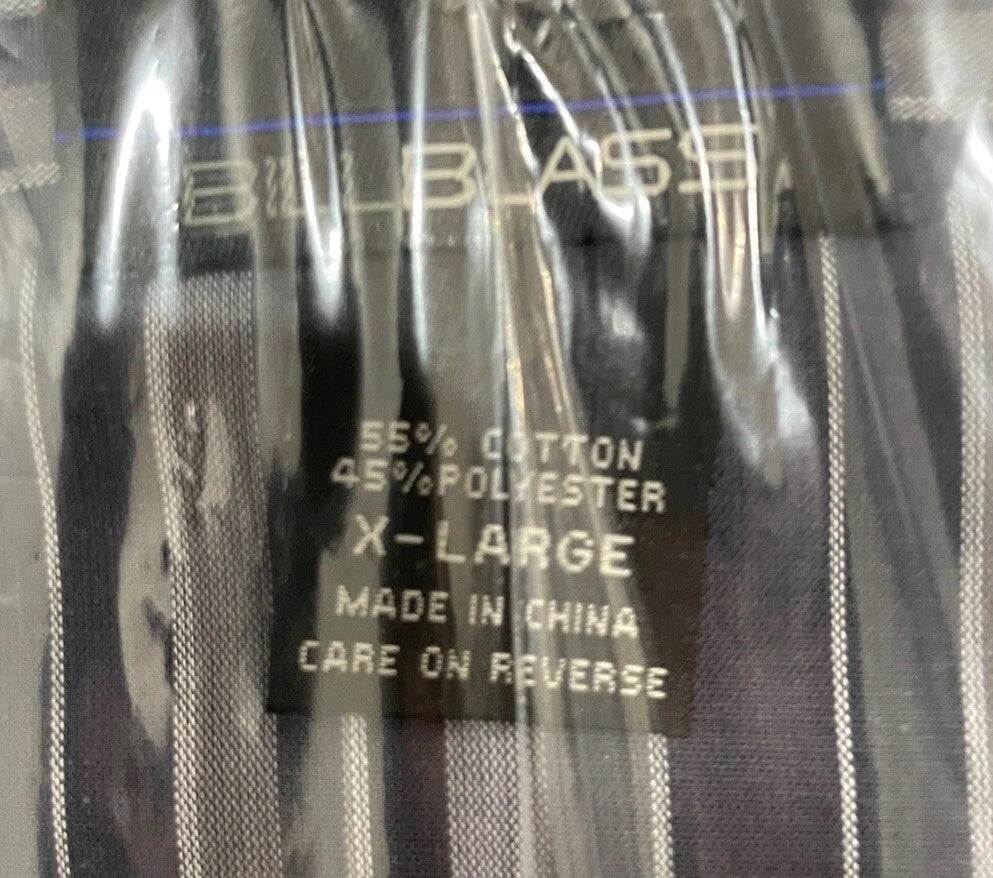 BILL BLASS
55% COTTON
45% POLYESTER
X-LARGE
MADE IN CHINA
CARE ON REVERSE